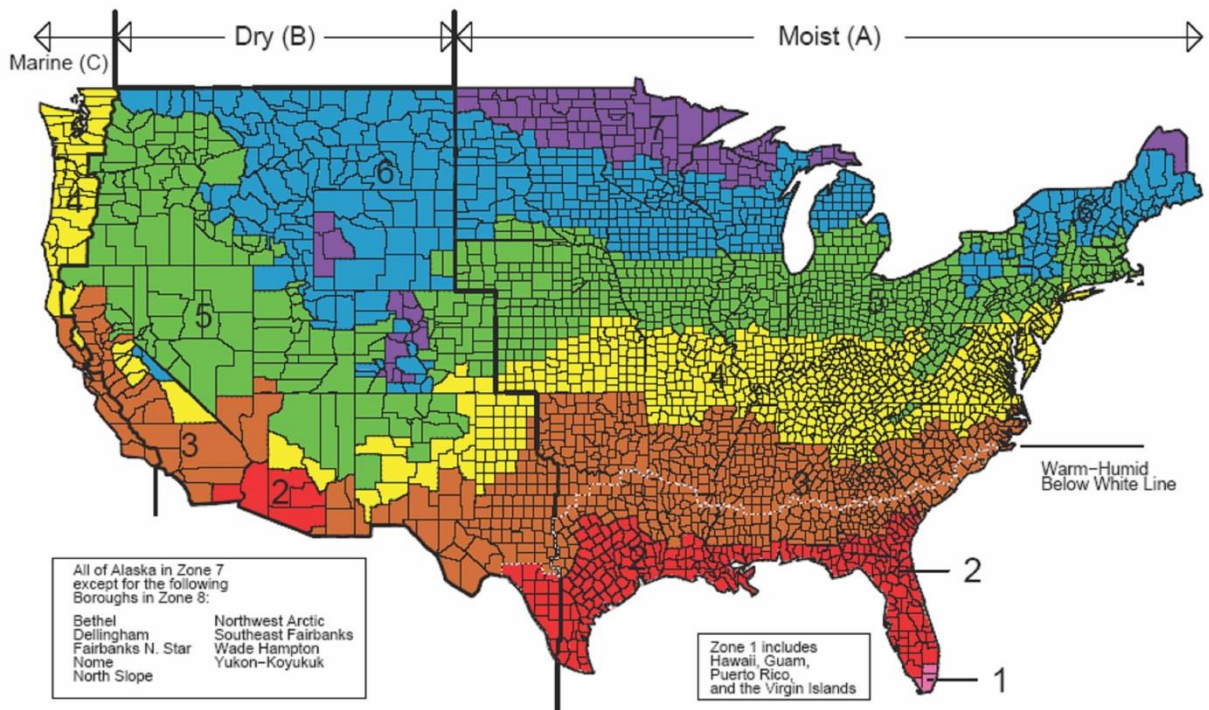 Marine (C)
Dry (B)
Moist (A)
7
6
6
4
5
5
4
3
3
2
2
Warm-Humid
Below White Line
2
1
All of Alaska in Zone 7
except for the following
Boroughs in Zone 8:
Bethel
Dellingham
Fairbanks N. Star
Nome
North Slope
Northwest Arctic
Southeast Fairbanks
Wade Hampton
Yukon-Koyukuk
Zone 1 includes
Hawaii, Guam,
Puerto Rico,
and the Virgin Islands